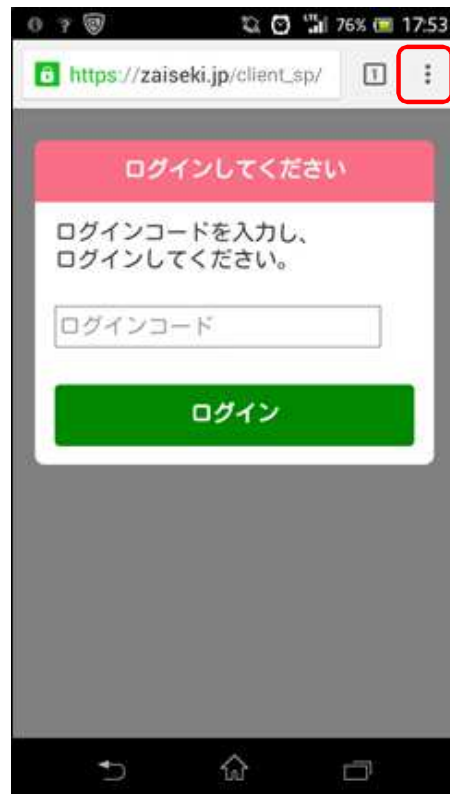 76% 17:53
https://zaiseki.jp/client_sp/ 1
ログインしてください
ログインコードを入力し、
ログインしてください。
ログインコード
ログイン